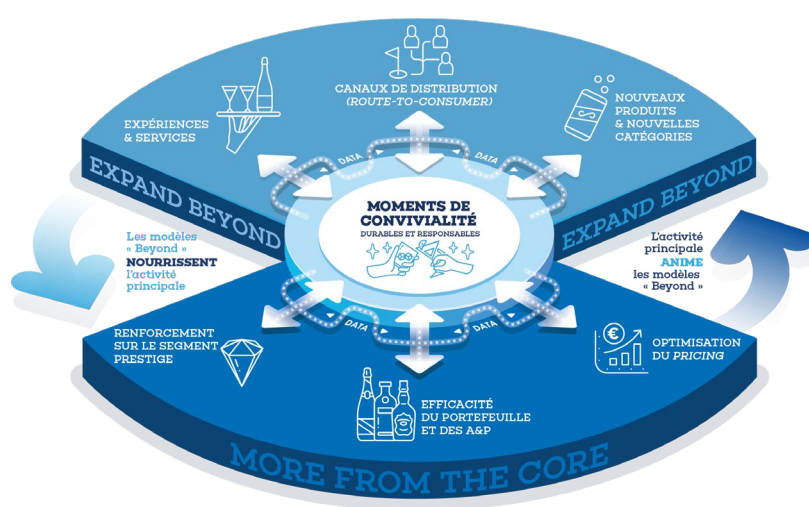 CANAUX DE DISTRIBUTION
(ROUTE-TO-CONSUMER)
EXPÉRIENCES
& SERVICES
NOUVEAUX
PRODUITS
& NOUVELLES
CATÉGORIES
DATA
DATA
EXPAND BEYOND
EXPAND BEYOND
MOMENTS DE
CONVIVIALITÉ
DURABLES ET RESPONSABLES
Les modèles
« Beyond »
NOURRISSENT
l'activité
principale
L'activité
principale
ANIME
les modèles
« Beyond »
DATA
DATA
RENFORCEMENT
SUR LE SEGMENT
PRESTIGE
€
OPTIMISATION
DU PRICING
EFFICACITÉ
DU PORTEFEUILLE
ET DES A&P
MORE FROM THE CORE